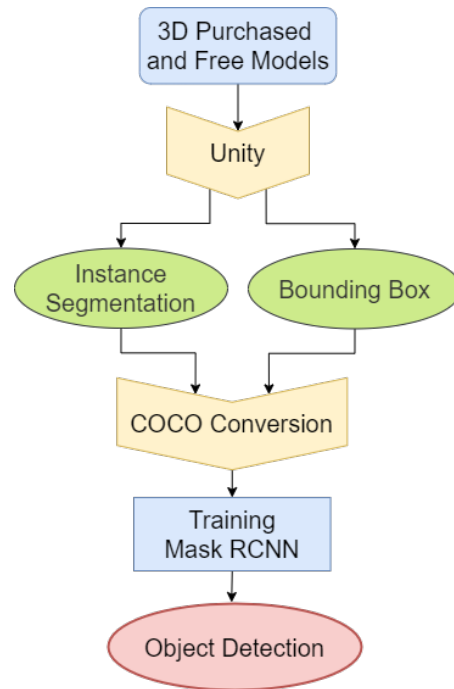 3D Purchased
and Free Models
Unity
Instance
Segmentation
Bounding Box
COCO Conversion
Training
Mask RCNN
Object Detection